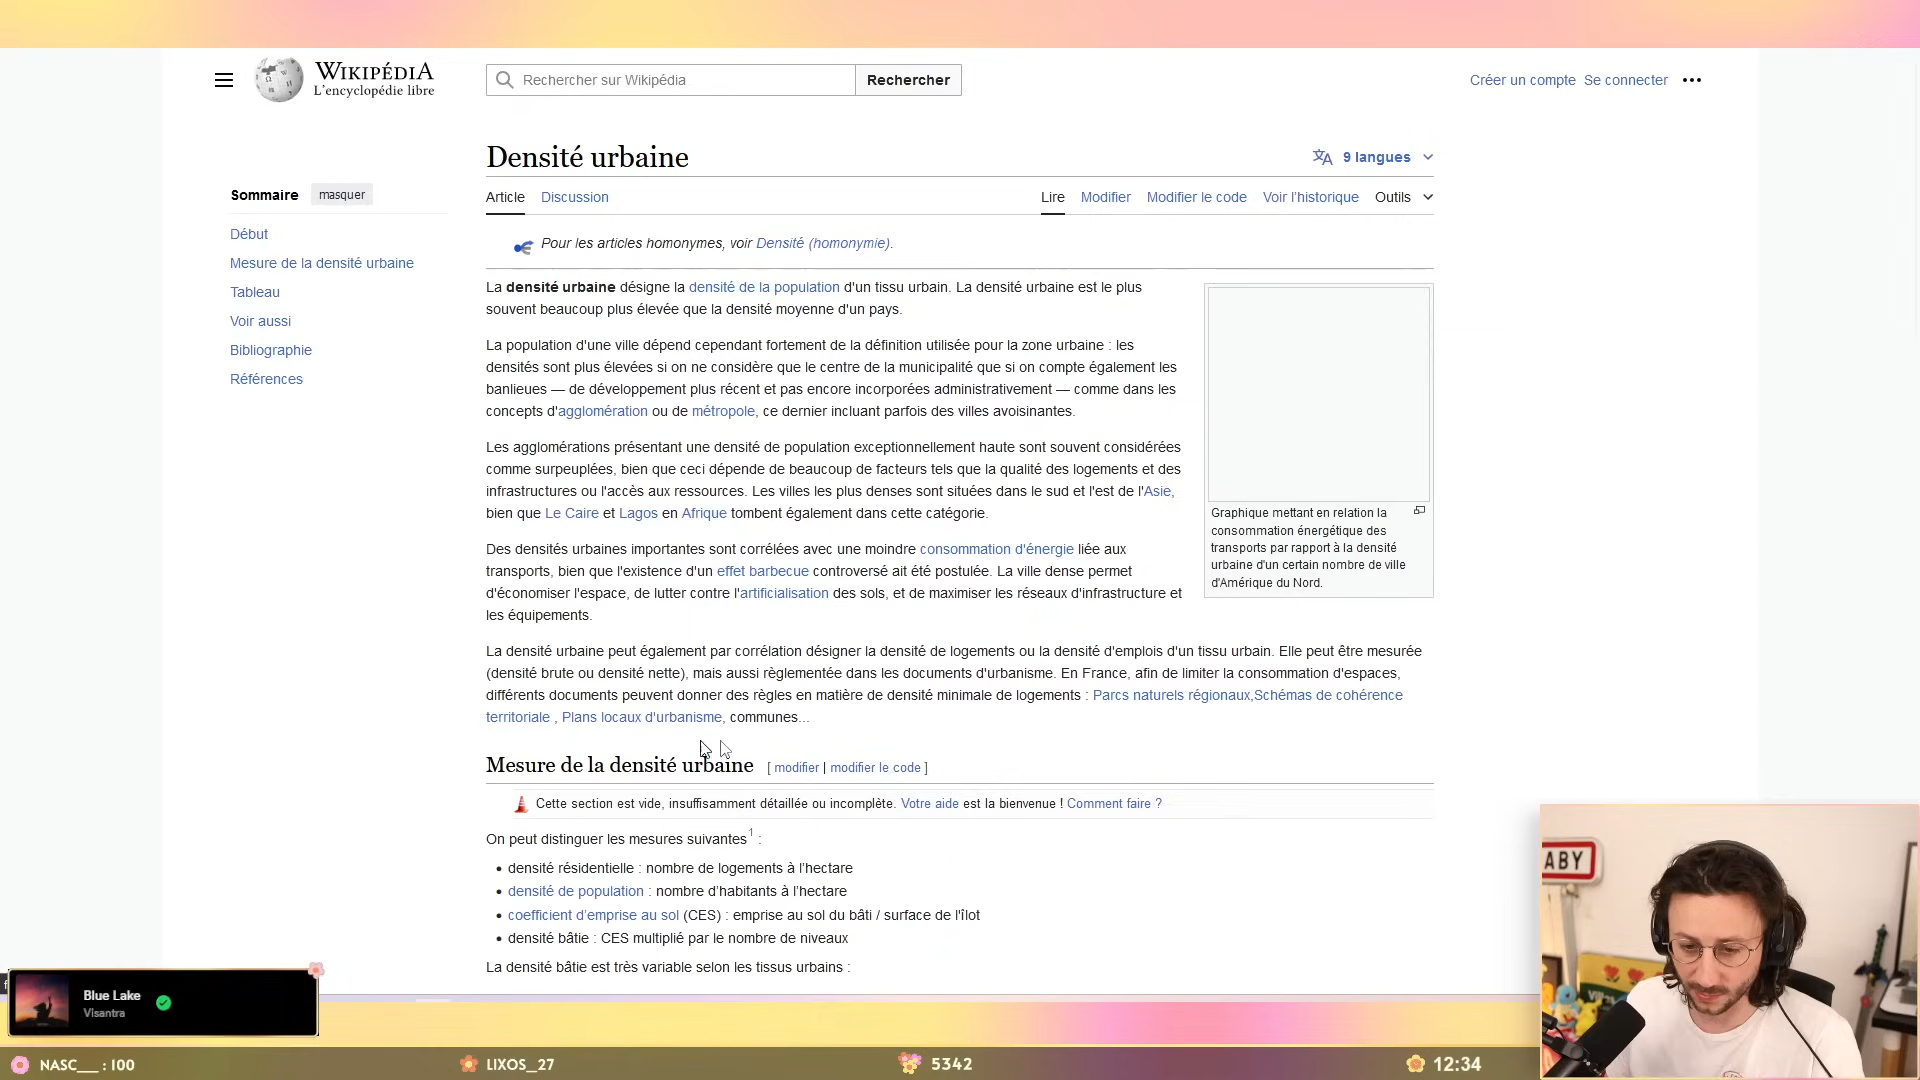 WIKIPÉDIA
L'encyclopédie libre
Rechercher sur Wikipédia
Rechercher
Créer un compte
Se connecter
Densité urbaine
9 langues
Sommaire
masquer
Début
Mesure de la densité urbaine
Tableau
Voir aussi
Bibliographie
Références
Article
Discussion
Lire
Modifier
Modifier le code
Voir l'historique
Outils
Pour les articles homonymes, voir Densité (homonymie).
La densité urbaine désigne la densité de la population d'un tissu urbain. La densité urbaine est le plus
souvent beaucoup plus élevée que la densité moyenne d'un pays.
La population d'une ville dépend cependant fortement de la définition utilisée pour la zone urbaine : les
densités sont plus élevées si on ne considère que le centre de la municipalité que si on compte également les
banlieues — de développement plus récent et pas encore incorporées administrativement — comme dans les
concepts d'agglomération ou de métropole, ce dernier incluant parfois des villes avoisinantes.
Les agglomérations présentant une densité de population exceptionnellement haute sont souvent considérées
comme surpeuplées, bien que ceci dépende de beaucoup de facteurs tels que la qualité des logements et des
infrastructures ou l'accès aux ressources. Les villes les plus denses sont situées dans le sud et l'est de l'Asie,
bien que Le Caire et Lagos en Afrique tombent également dans cette catégorie.
Des densités urbaines importantes sont corrélées avec une moindre consommation d'énergie liée aux
transports, bien que l'existence d'un effet barbecue controversé ait été postulée. La ville dense permet
d'économiser l'espace, de lutter contre l'artificialisation des sols, et de maximiser les réseaux d'infrastructure et
les équipements.
Graphique mettant en relation la
consommation énergétique des
transports par rapport à la densité
urbaine d'un certain nombre de ville
d'Amérique du Nord.
La densité urbaine peut également par corrélation désigner la densité de logements ou la densité d'emplois d'un tissu urbain. Elle peut être mesurée
(densité brute ou densité nette), mais aussi règlementée dans les documents d'urbanisme. En France, afin de limiter la consommation d'espaces,
différents documents peuvent donner des règles en matière de densité minimale de logements : Parcs naturels régionaux,Schémas de cohérence
territoriale , Plans locaux d'urbanisme, communes...
Mesure de la densité urbaine [ modifier | modifier le code ]
Cette section est vide, insuffisamment détaillée ou incomplète. Votre aide est la bienvenue ! Comment faire ?
On peut distinguer les mesures suivantes1 :
• densité résidentielle : nombre de logements à l'hectare
• densité de population : nombre d'habitants à l'hectare
• coefficient d'emprise au sol (CES) : emprise au sol du bâti / surface de l'îlot
• densité bâtie : CES multiplié par le nombre de niveaux
La densité bâtie est très variable selon les tissus urbains :
ABY
Blue Lake
Visantra
NASC___ : 100
LIXOS_27
5342
12:34